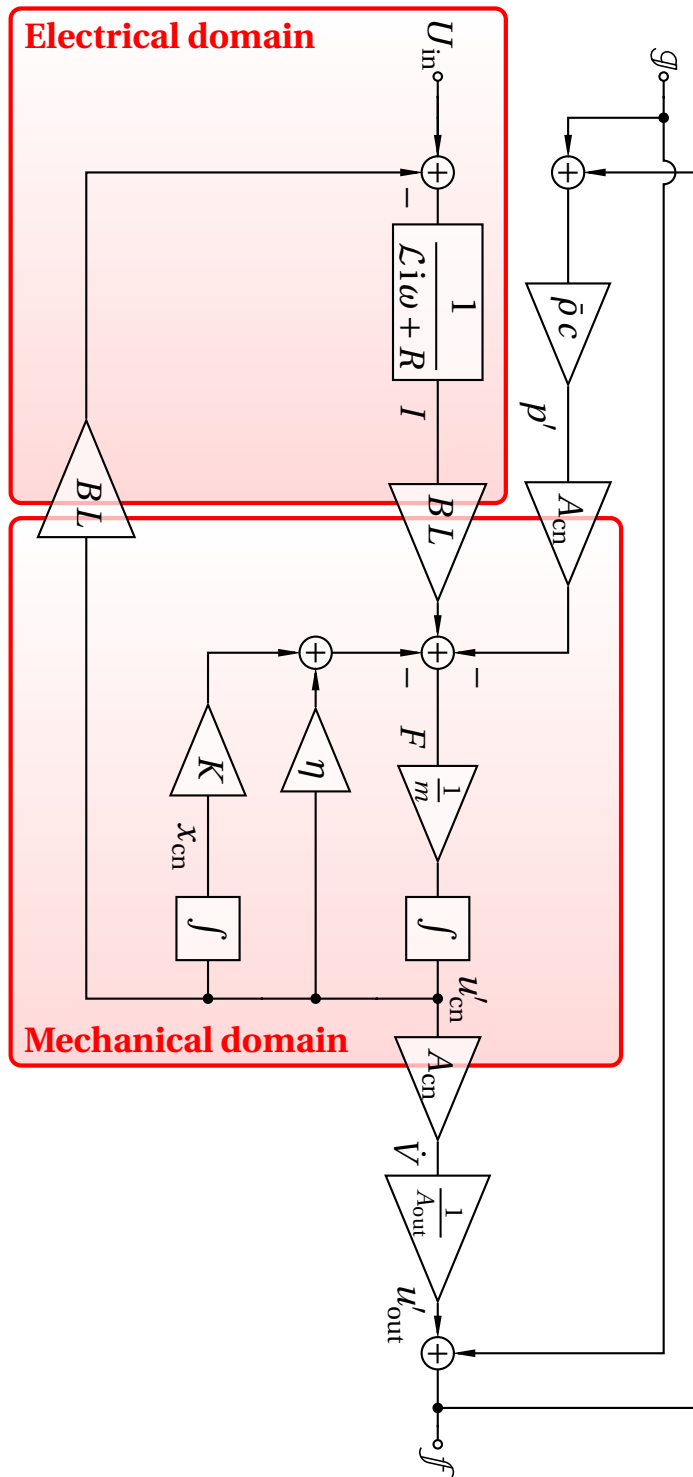 Electrical domain
U_in
g
+
+
−
1
ℒiω+R
ρ̄c
I
p′
BL
BL
A_cn
+
+
−
−
F
K
η
1
m
x_cn
∫
∫
u′_cn
Mechanical domain
A_cn
V̇
1
A_out
u′_out
+
f